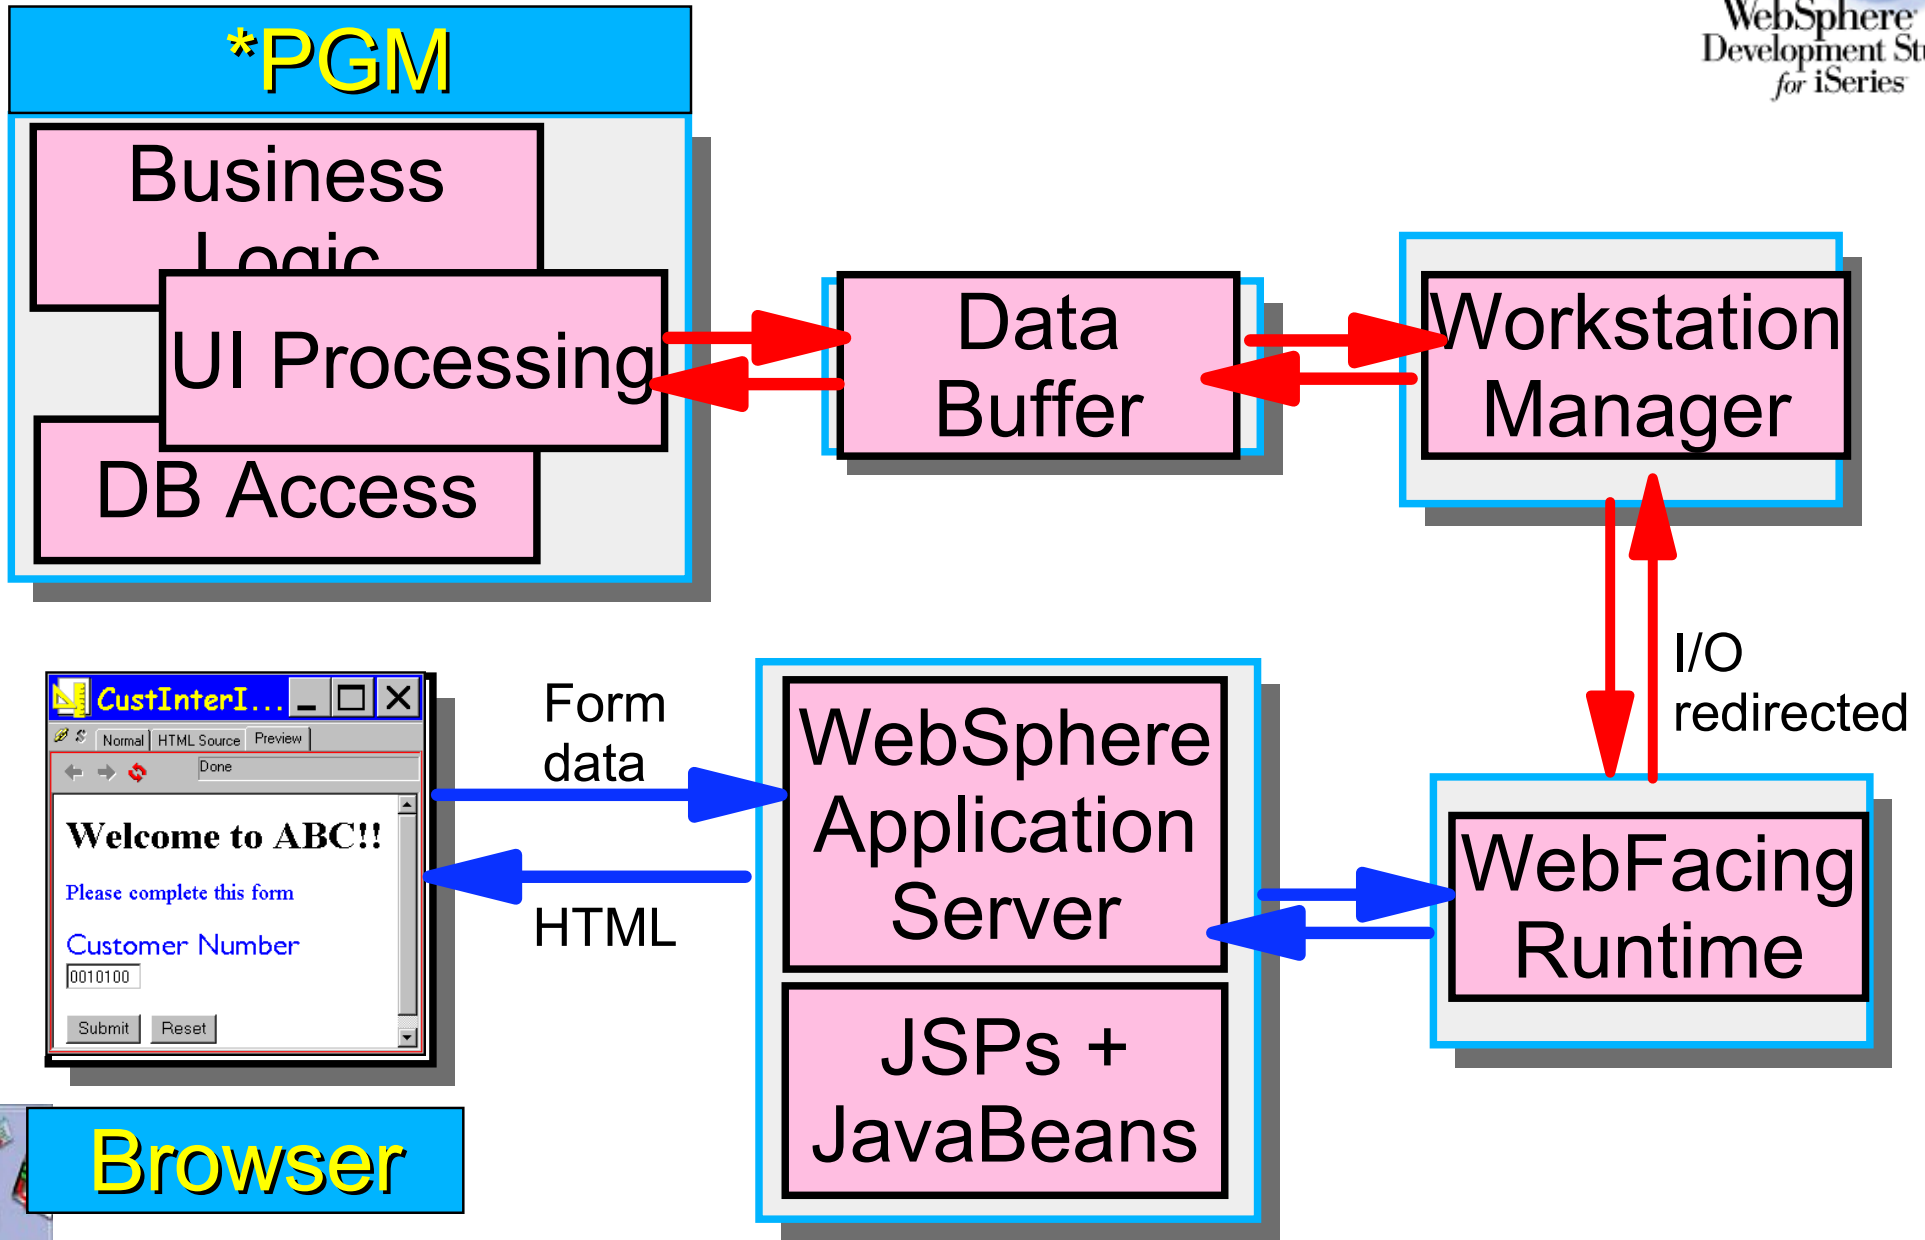 WebSphere
Development
for iSeries
*PGM
Business
Logic
UI Processing
DB Access
Data
Buffer
Workstation
Manager
I/O
redirected
CustInterI...
Normal HTML Source Preview
Done
Welcome to ABC!!
Please complete this form
Customer Number
0010100
Submit Reset
Form
data
HTML
WebSphere
Application
Server
JSPs +
JavaBeans
WebFacing
Runtime
Browser